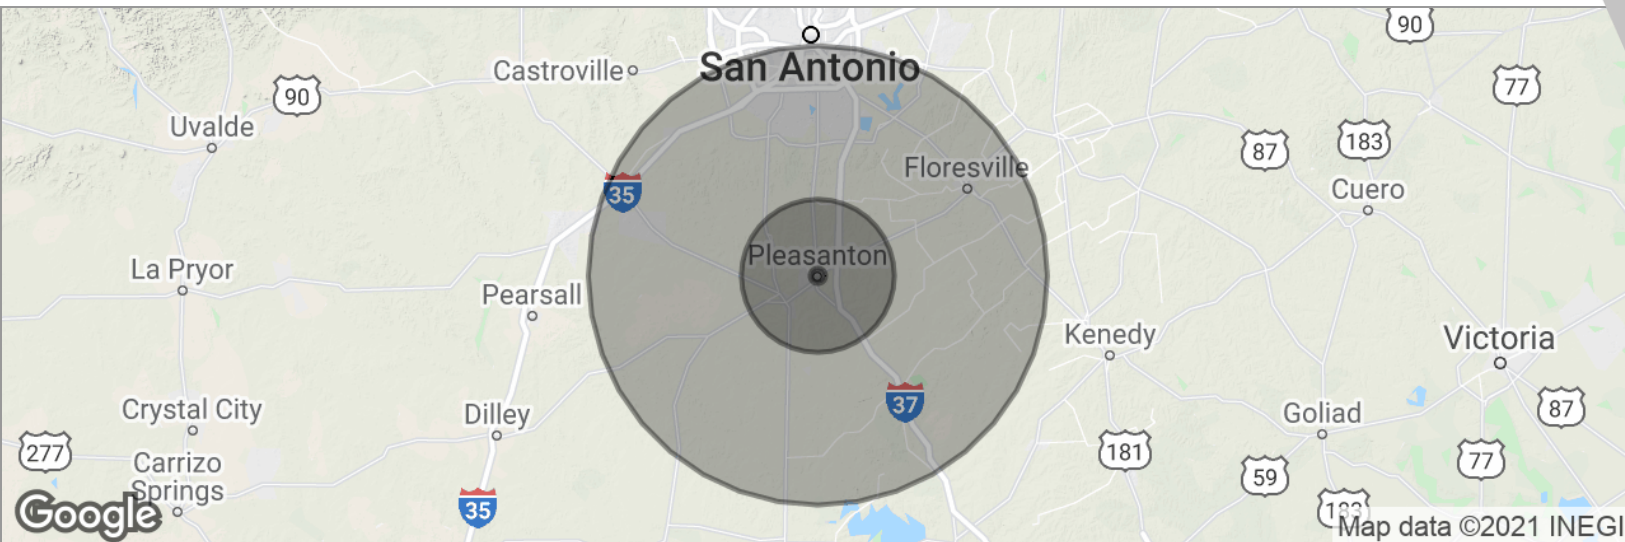 90
San Antonio
Castroville
90
77
Uvalde
87
183
Floresville
35
Cuero
Pleasanton
La Pryor
Pearsall
Kenedy
Victoria
37
Crystal City
Dilley
Goliad
87
277
181
77
Carrizo
Springs
59
35
183
Google
Map data ©2021 INEGI